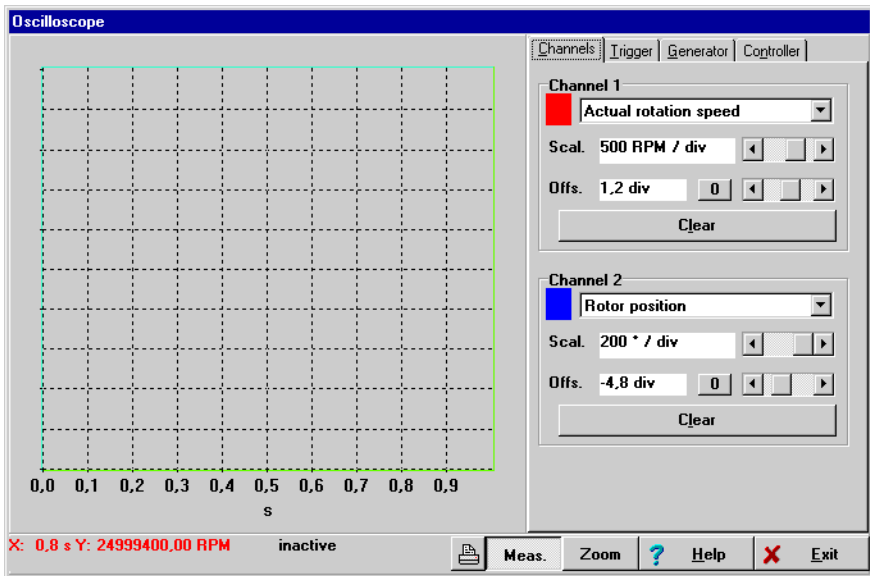 Oscilloscope
Channels Trigger Generator Controller
Channel 1
Actual rotation speed
Scal. 500 RPM / div
Offs. 1,2 div 0
Clear
Channel 2
Rotor position
Scal. 200 * / div
Offs. -4,8 div 0
Clear
0,0 0,1 0,2 0,3 0,4 0,5 0,6 0,7 0,8 0,9
s
X: 0,8 s Y: 24999400,00 RPM inactive
Meas. Zoom ? Help Exit